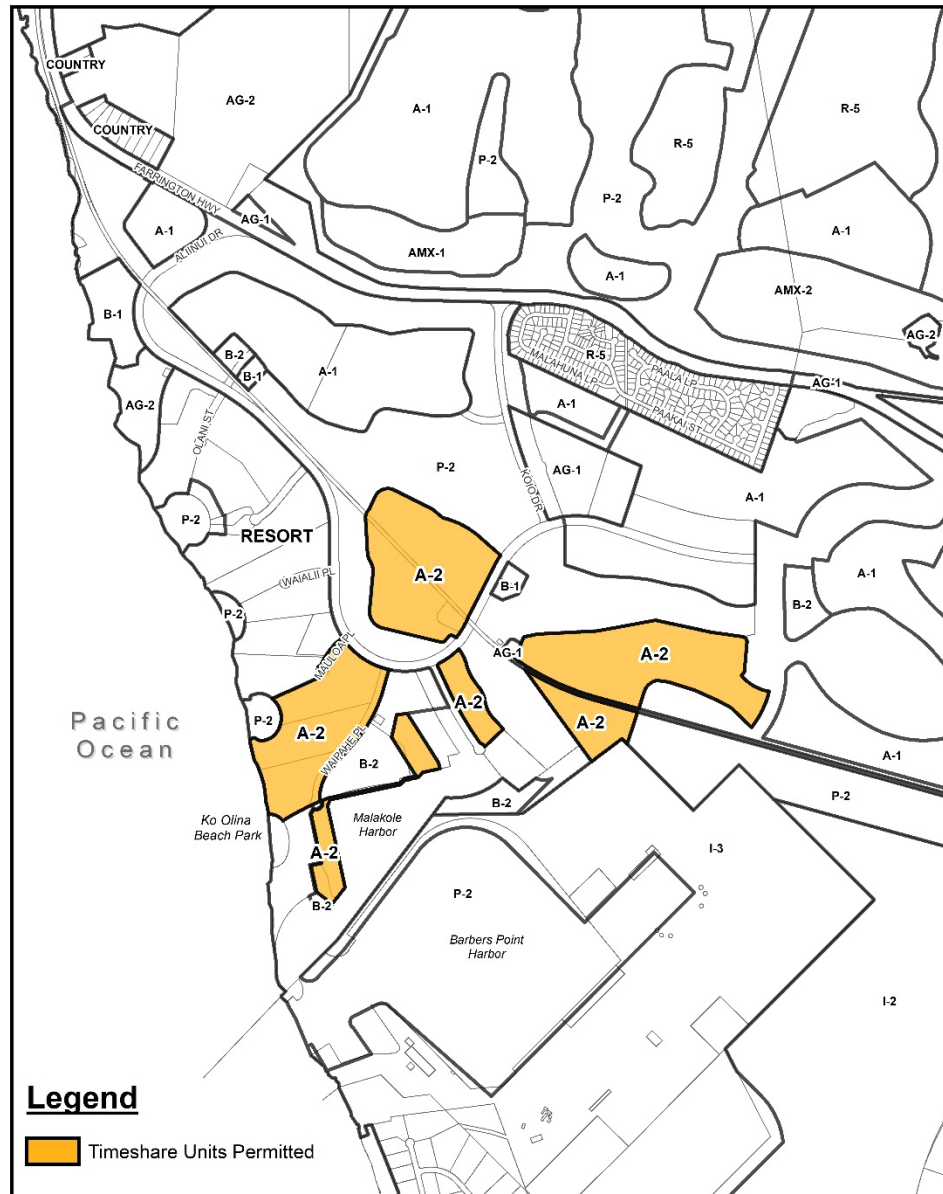 COUNTRY
AG-2
COUNTRY
A-1
P-2
R-5
R-5
P-2
FARRINGTON HWY
AG-1
A-1
ALIINUI DR
AMX-1
A-1
A-1
AMX-2
B-1
B-2
B-1
A-1
R-5
MALAHUNA LP
PAALA LP
PAAKAI ST
AG-2
AG-1
AG-2
OLANI ST
A-1
P-2
AG-1
KOIO DR
A-1
P-2
RESORT
WAIALII PL
A-2
B-1
A-1
B-2
P-2
MAULOA PL
AG-1
A-2
A-2
A-2
P-2
A-2
WAIPAHE PL
B-2
A-1
P-2
Pacific
Ocean
B-2
Ko Olina
Beach Park
Malakole
Harbor
A-2
I-3
B-2
P-2
Barbers Point
Harbor
I-2
Legend
Timeshare Units Permitted